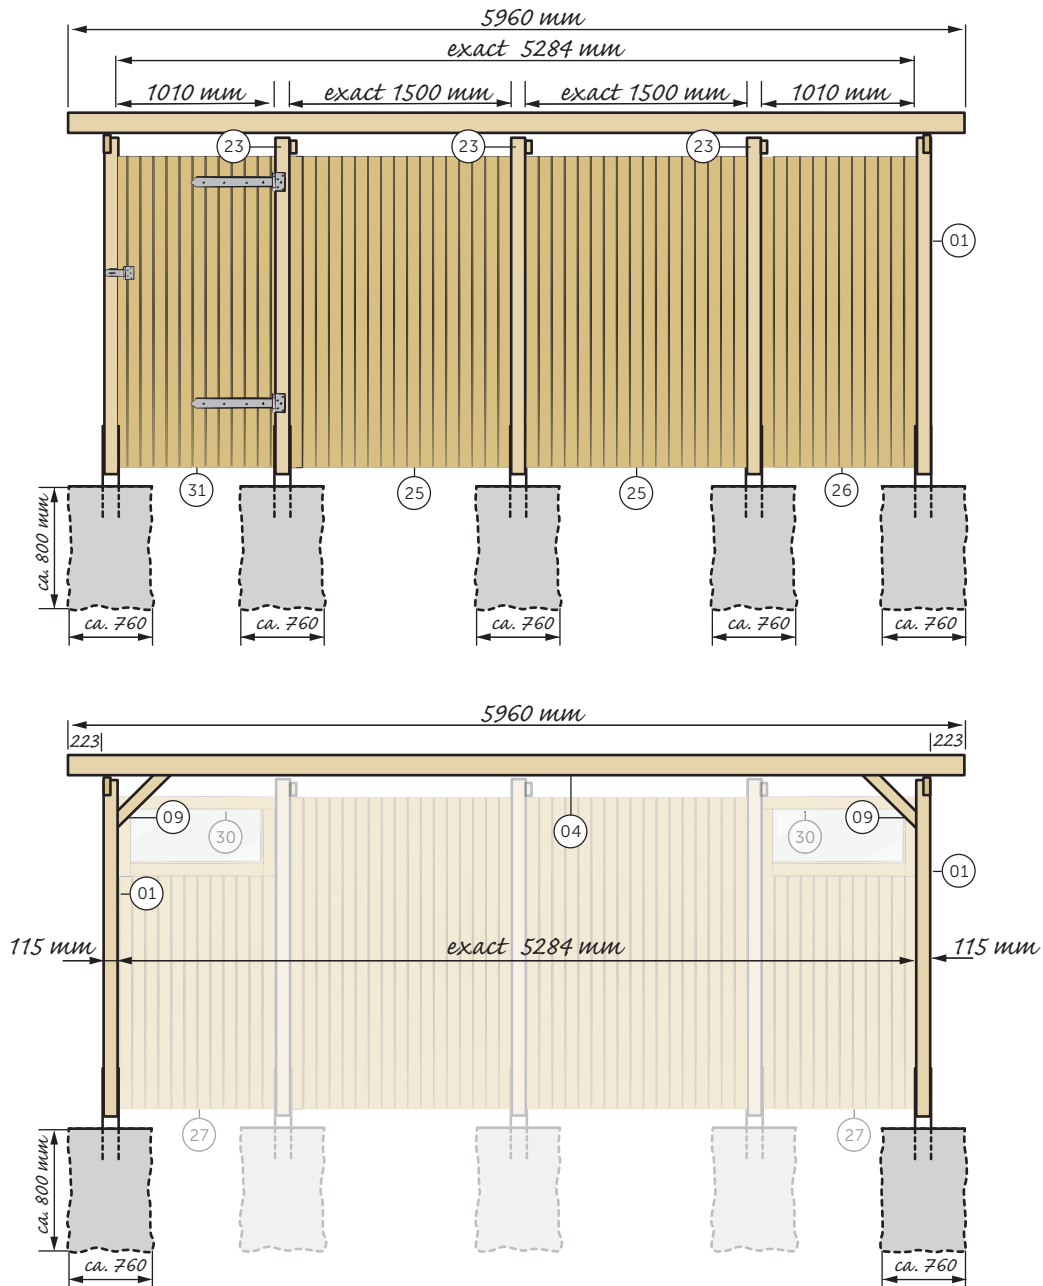 5960 mm
exact 5284 mm
1010 mm exact 1500 mm exact 1500 mm 1010 mm
23 23 23
01
31 25 25 26
ca. 800 mm
ca. 760 ca. 760 ca. 760 ca. 760 ca. 760
5960 mm
223 223
09 30 04 30 09
01 01
115 mm exact 5284 mm 115 mm
27 27
ca. 800 mm
ca. 760 ca. 760